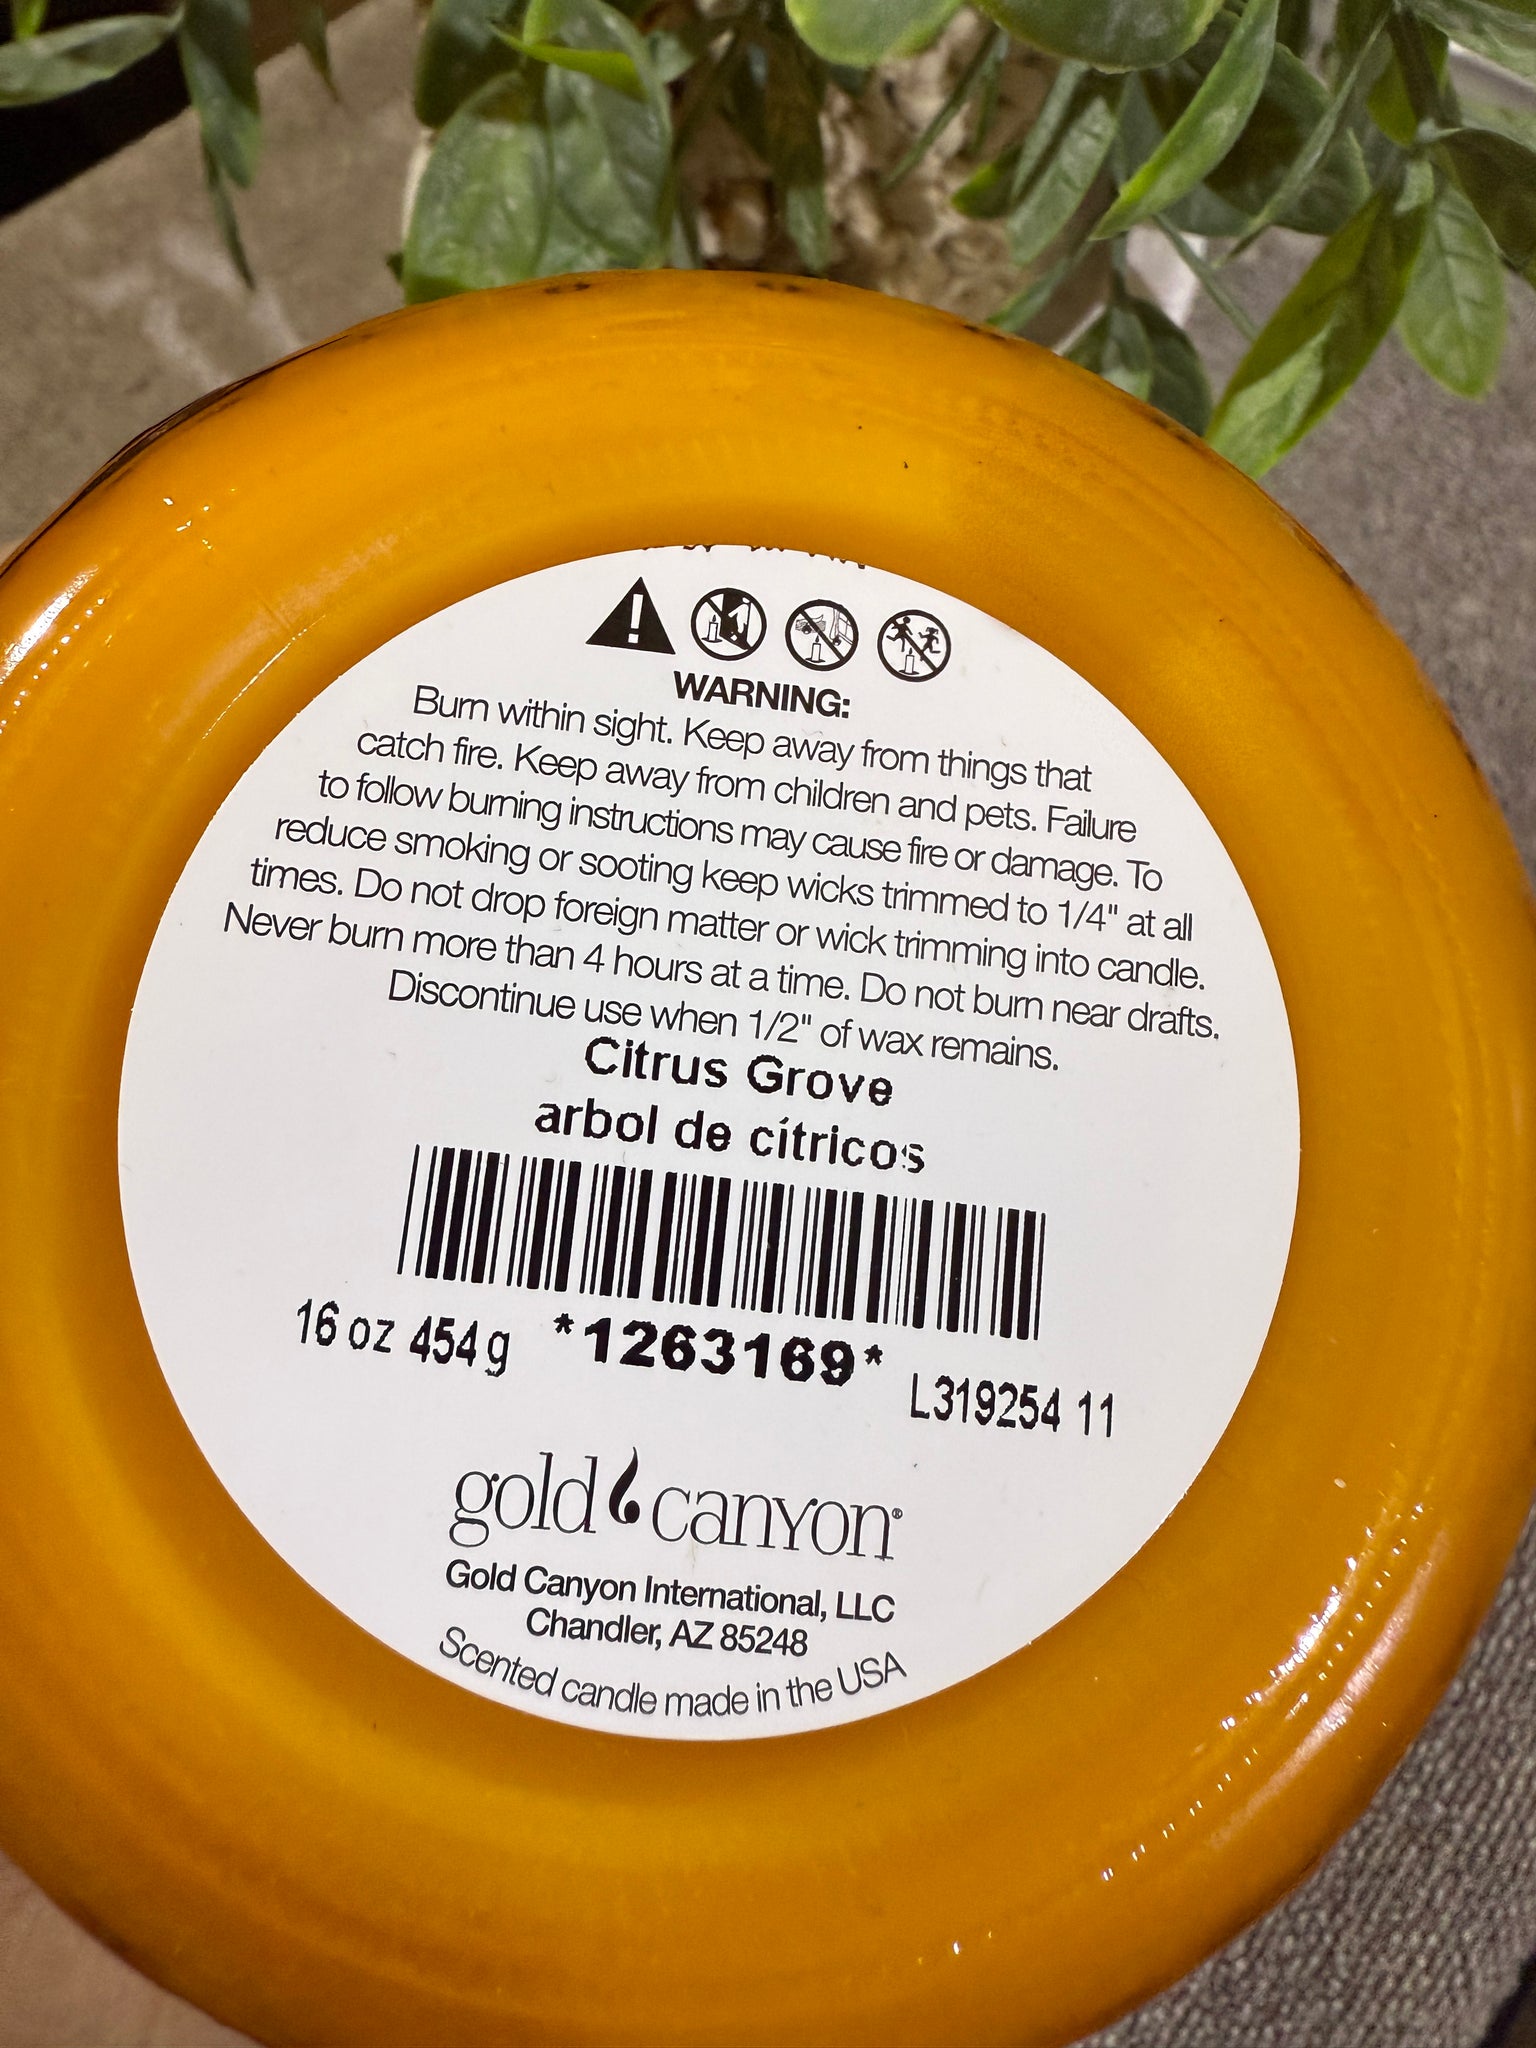 WARNING:
Burn within sight. Keep away from things that
catch fire. Keep away from children and pets. Failure
to follow burning instructions may cause fire or damage. To
reduce smoking or sooting keep wicks trimmed to 1/4" at all
times. Do not drop foreign matter or wick trimming into candle.
Never burn more than 4 hours at a time. Do not burn near drafts.
Discontinue use when 1/2" of wax remains.
Citrus Grove
arbol de cítricos
16 oz 454g *1263169* L319254 11
gold canyon®
Gold Canyon International, LLC
Chandler, AZ 85248
Scented candle made in the USA